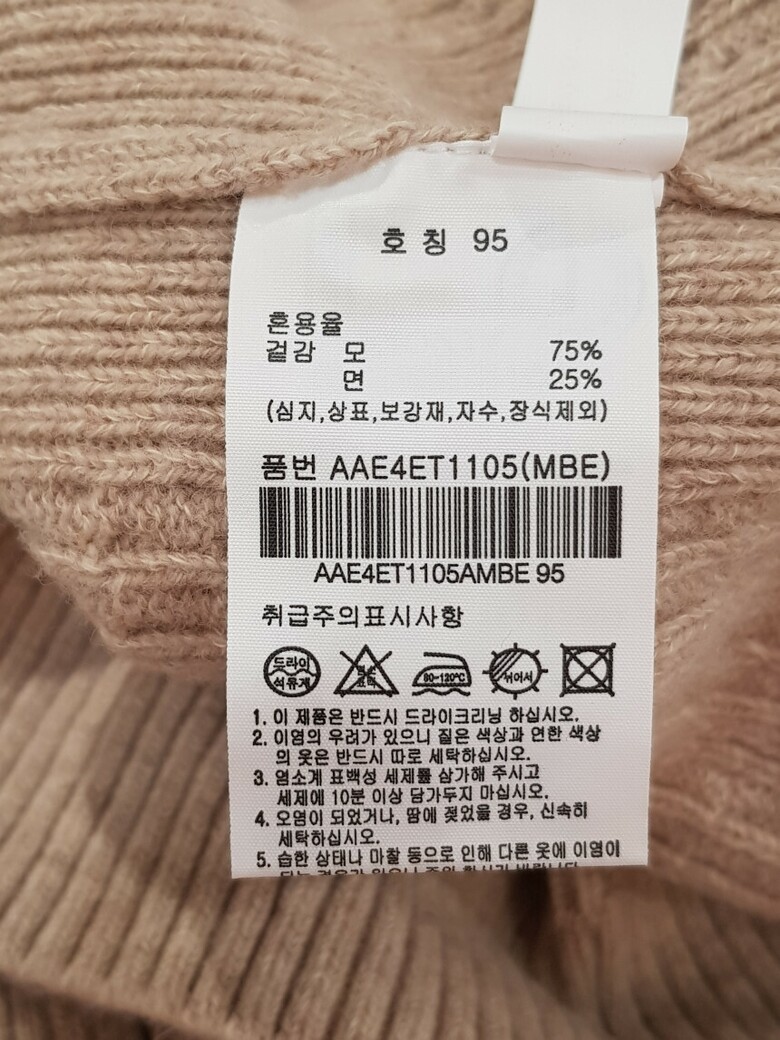 호 칭 95
혼용율
겉감 모 75%
면 25%
(심지,상표,보강재,자수,장식제외)
품번 AAE4ET1105(MBE)
AAE4ET1105AMBE 95
취급주의표시사항
드라이 석유계 염소 표백 80~120℃ 뉘어서
1. 이 제품은 반드시 드라이크리닝 하십시오.
2. 이염의 우려가 있으니 짙은 색상과 연한 색상
의 옷은 반드시 따로 세탁하십시오.
3. 염소계 표백성 세제를 삼가해 주시고
세제에 10분 이상 담가두지 마십시오.
4. 오염이 되었거나, 땀에 젖었을 경우, 신속히
세탁하십시오.
5. 습한 상태나 마찰 등으로 인해 다른 옷에 이염이